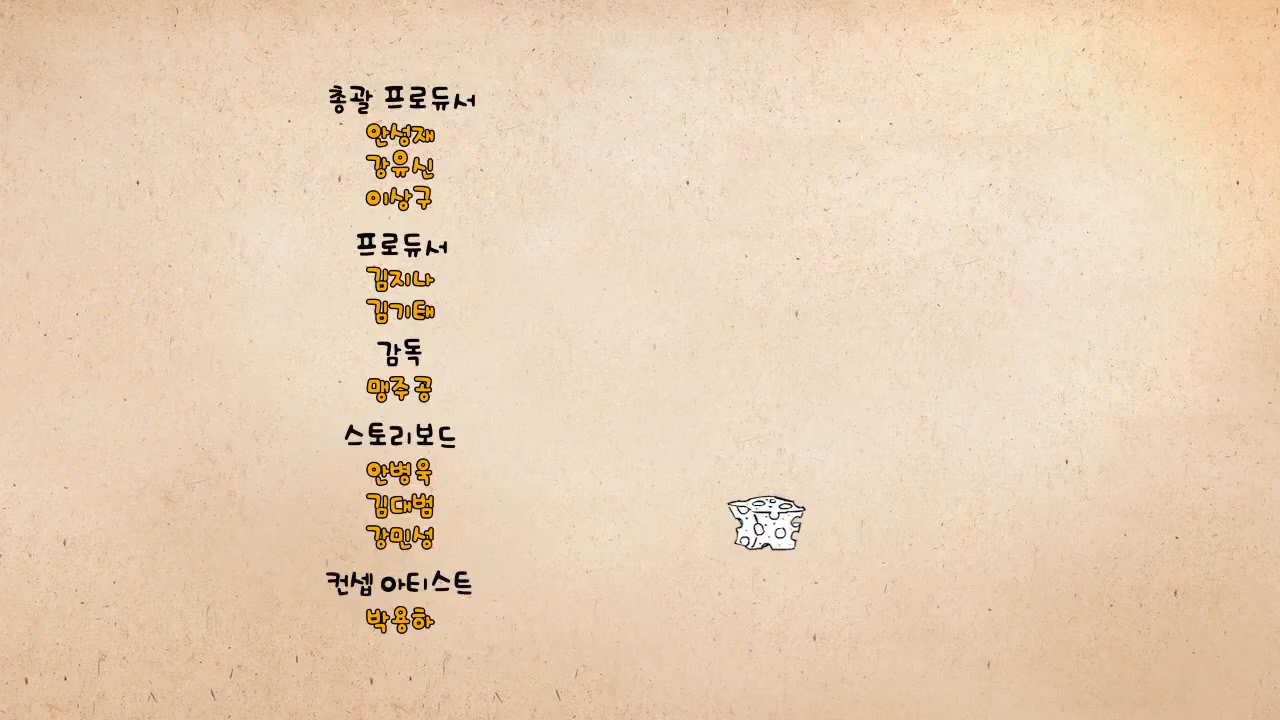 총괄 프로듀서
안성재
강유신
이상구
프로듀서
김지나
김기태
감독
맹주공
스토리보드
안병욱
김대범
강민성
컨셉 아티스트
박용하